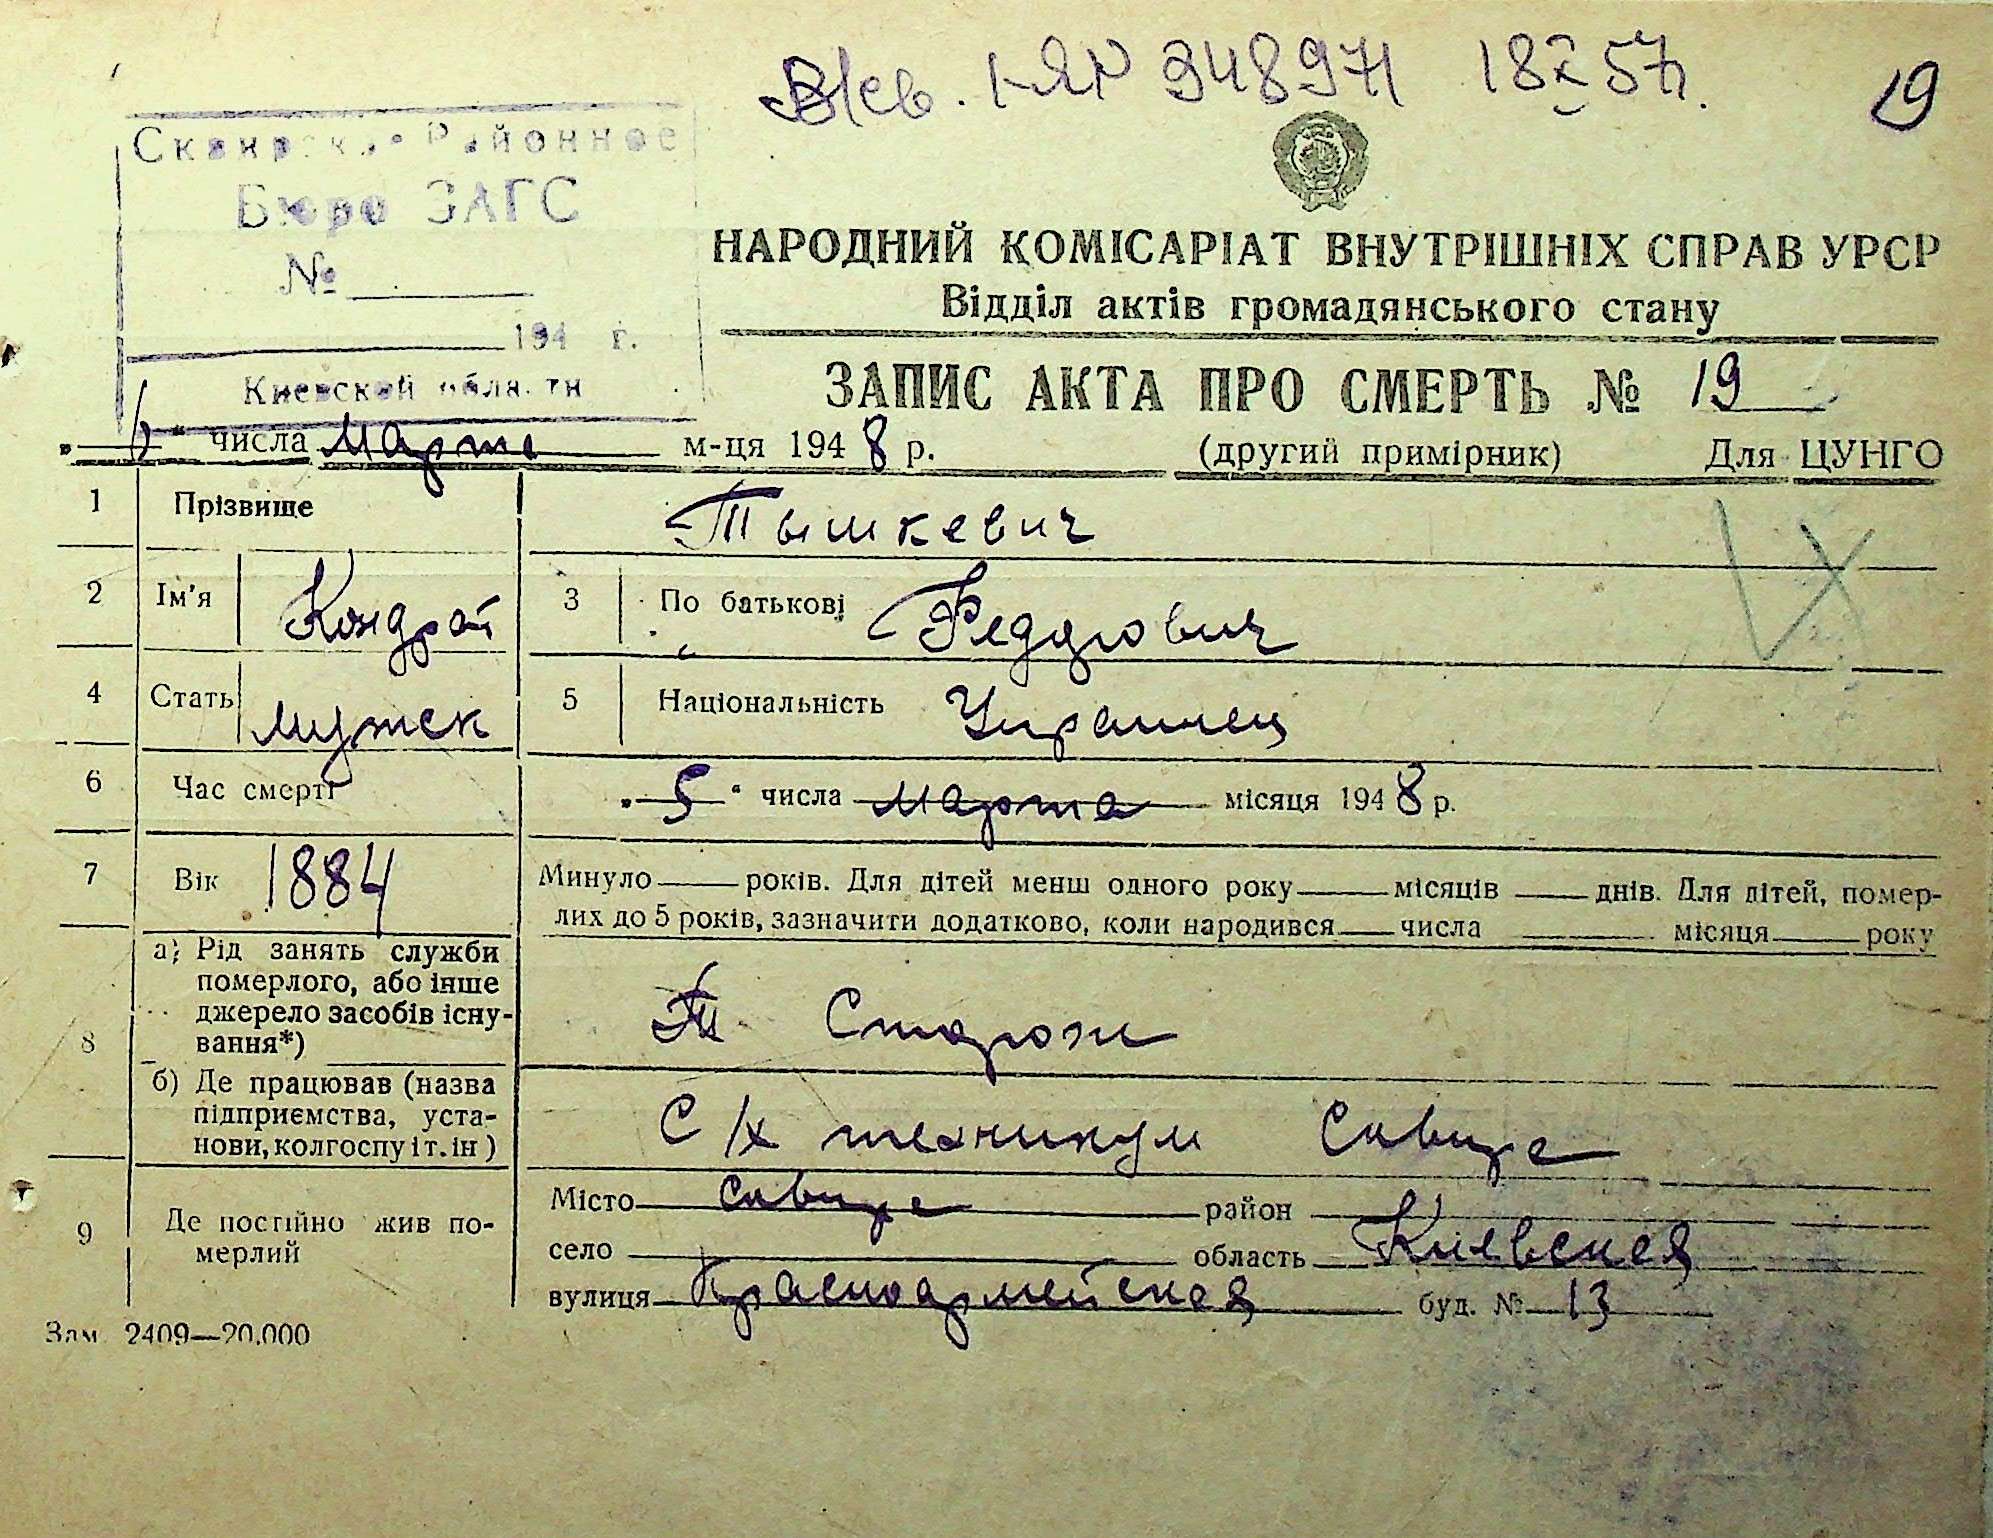 В/св. I-ЯР 348971 18 X 57г.
19
Сквирское Районное
Бюро ЗАГС
№
194 г.
Киевской области
НАРОДНИЙ КОМІСАРІАТ ВНУТРІШНІХ СПРАВ УРСР
Відділ актів громадянського стану
ЗАПИС АКТА ПРО СМЕРТЬ № 19
„ 6 “ числа марта м-ця 1948 р. (другий примірник) Для ЦУНГО
1 Прізвище Тышкевич
2 Ім'я Кондрат 3 По батькові Федорович
4 Стать мужск 5 Національність Украинец
6 Час смерті „ 5 “ числа марта місяця 1948 р.
7 Вік 1884 Минуло років. Для дітей менш одного року місяців днів. Для дітей, помер-
лих до 5 років, зазначити додатково, коли народився числа місяця року
8 а) Рід занять служби
померлого, або інше
джерело засобів існу-
вання*) Сторож
б) Де працював (назва
підприємства, уста-
нови, колгоспу і т. ін) С/х техникум Сквира
9 Де постійно жив по-
мерлий
Місто Сквира район
село область Киевская
вулиця Красноармейская буд. № 13
Зам. 2409—20.000